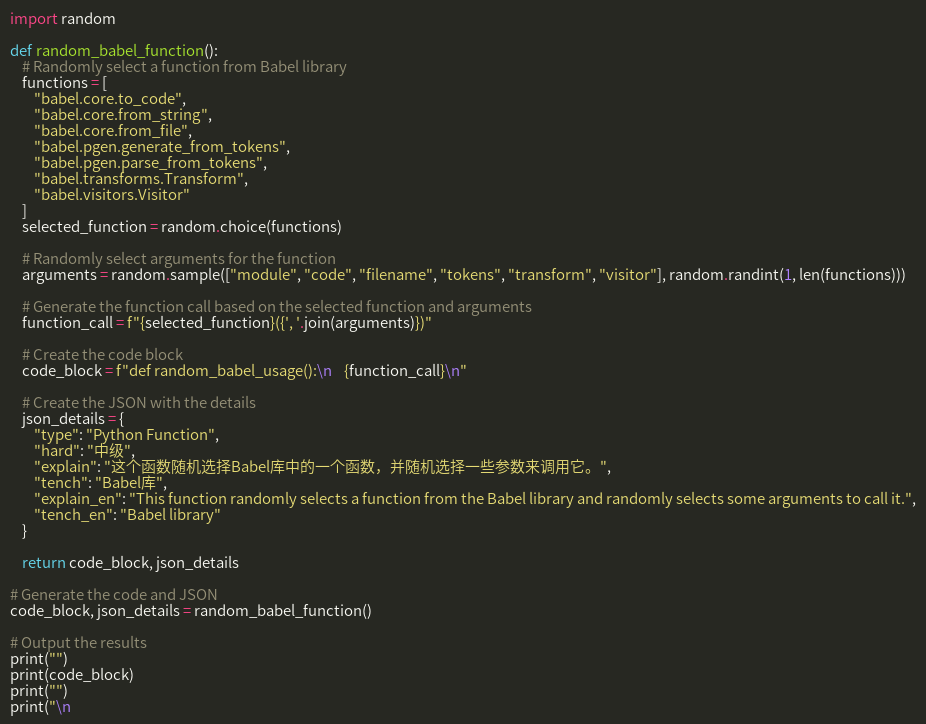 import random

def random_babel_function():
    # Randomly select a function from Babel library
    functions = [
        "babel.core.to_code",
        "babel.core.from_string",
        "babel.core.from_file",
        "babel.pgen.generate_from_tokens",
        "babel.pgen.parse_from_tokens",
        "babel.transforms.Transform",
        "babel.visitors.Visitor"
    ]
    selected_function = random.choice(functions)

    # Randomly select arguments for the function
    arguments = random.sample(["module", "code", "filename", "tokens", "transform", "visitor"], random.randint(1, len(functions)))

    # Generate the function call based on the selected function and arguments
    function_call = f"{selected_function}({', '.join(arguments)})"

    # Create the code block
    code_block = f"def random_babel_usage():\n    {function_call}\n"

    # Create the JSON with the details
    json_details = {
        "type": "Python Function",
        "hard": "中级",
        "explain": "这个函数随机选择Babel库中的一个函数，并随机选择一些参数来调用它。",
        "tench": "Babel库",
        "explain_en": "This function randomly selects a function from the Babel library and randomly selects some arguments to call it.",
        "tench_en": "Babel library"
    }

    return code_block, json_details

# Generate the code and JSON
code_block, json_details = random_babel_function()

# Output the results
print("")
print(code_block)
print("")
print("\n